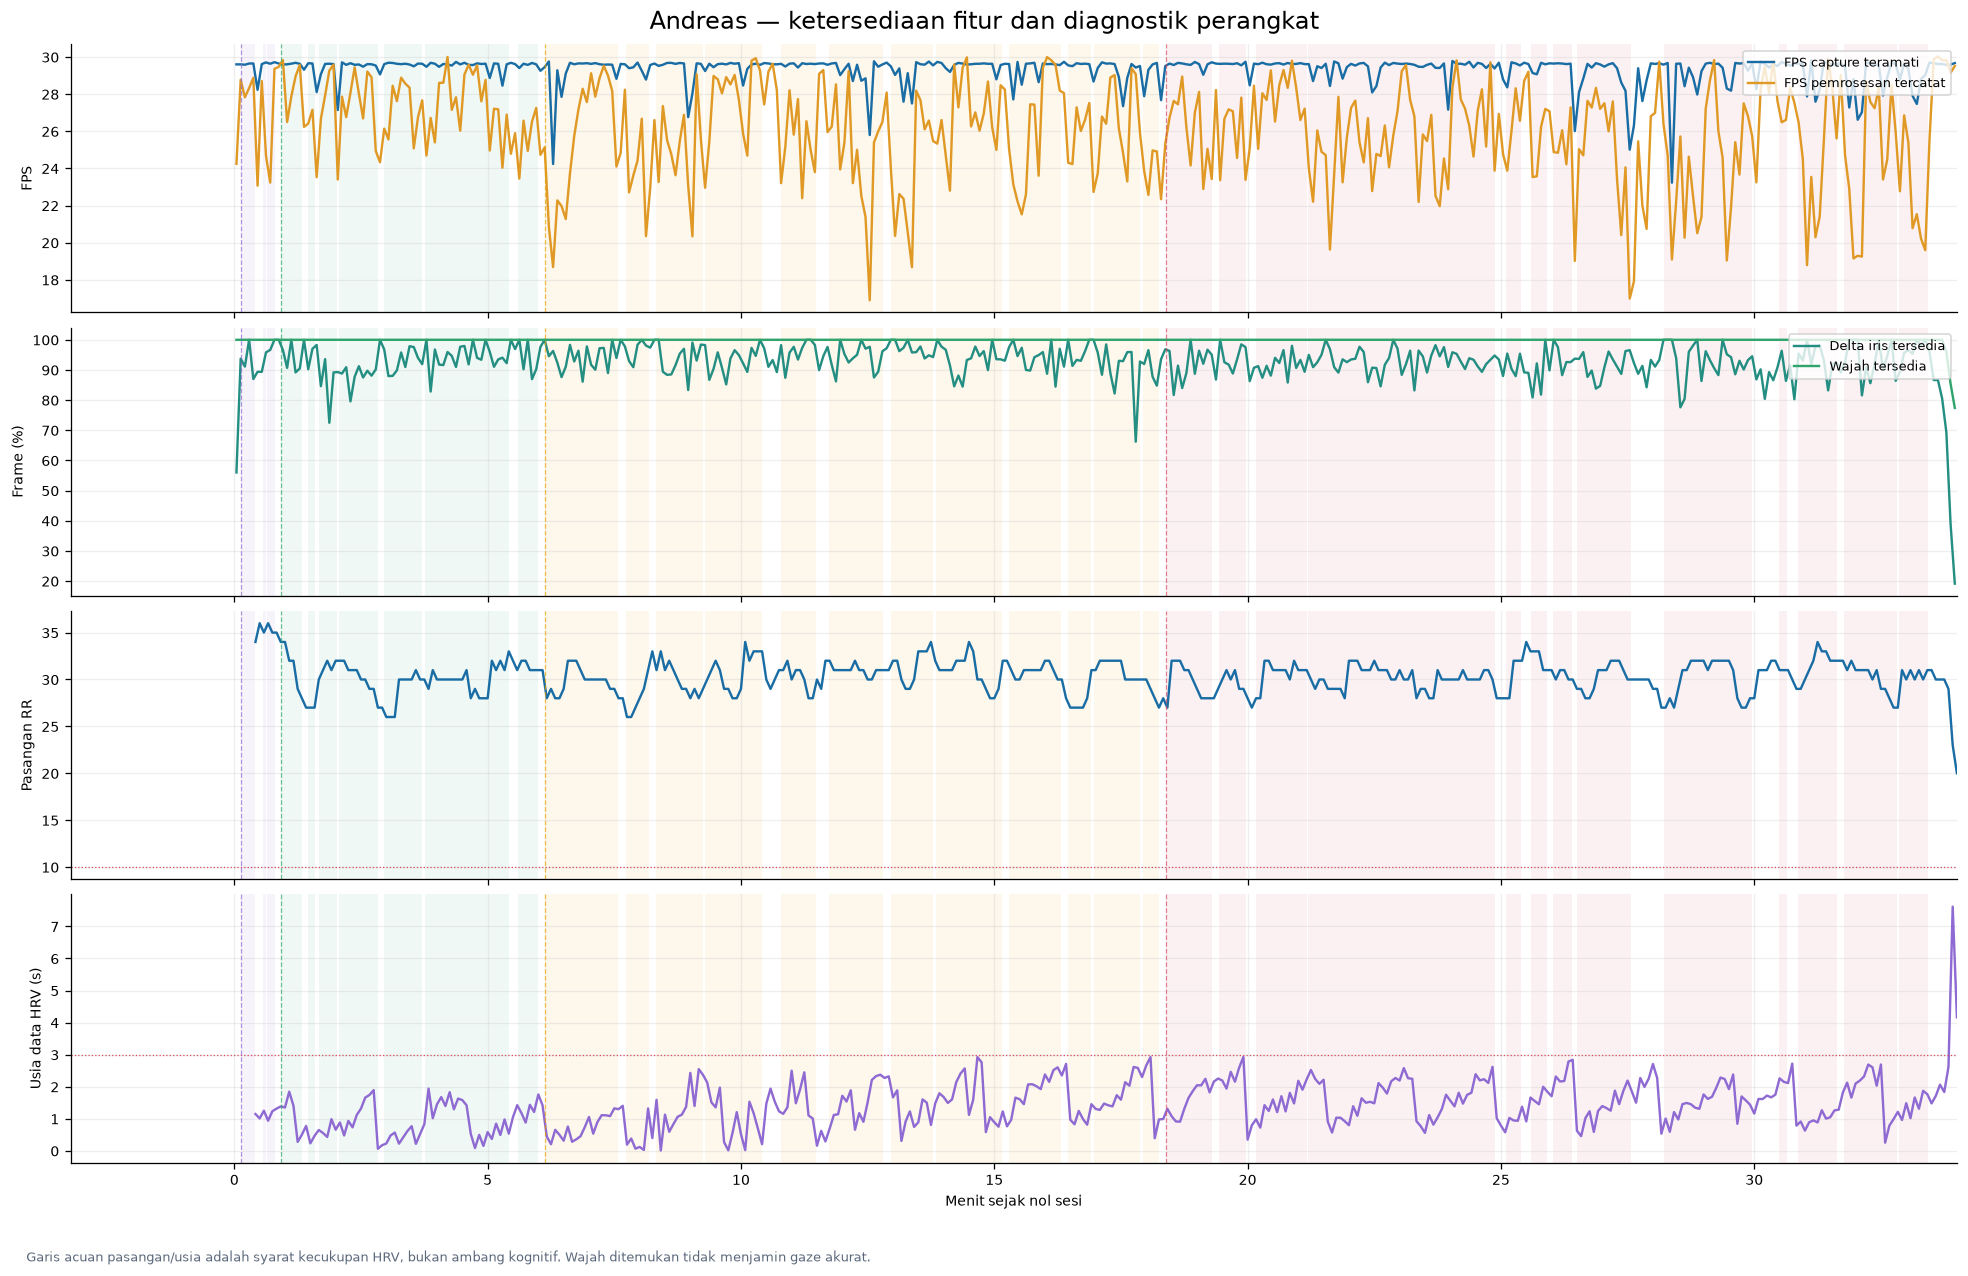 Andreas — ketersediaan fitur dan diagnostik perangkat
FPS
30
28
26
24
22
20
18
FPS capture teramati
FPS pemrosesan tercatat
Frame (%)
100
90
80
70
60
50
40
30
20
Delta iris tersedia
Wajah tersedia
Pasangan RR
35
30
25
20
15
10
Usia data HRV (s)
7
6
5
4
3
2
1
0
0 5 10 15 20 25 30
Menit sejak nol sesi
Garis acuan pasangan/usia adalah syarat kecukupan HRV, bukan ambang kognitif. Wajah ditemukan tidak menjamin gaze akurat.